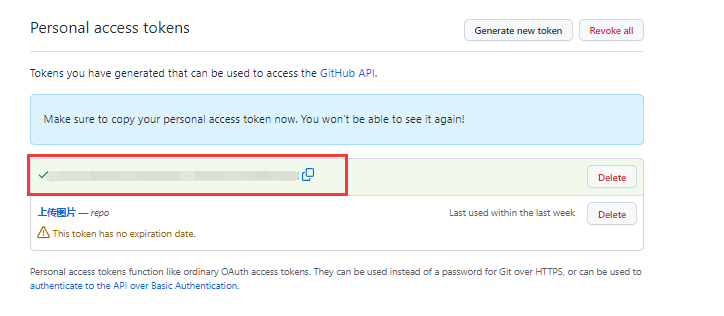 Personal access tokens
Generate new token
Revoke all
Tokens you have generated that can be used to access the GitHub API.
Make sure to copy your personal access token now. You won't be able to see it again!
Delete
上传图片 — repo
Last used within the last week
Delete
This token has no expiration date.
Personal access tokens function like ordinary OAuth access tokens. They can be used instead of a password for Git over HTTPS, or can be used to
authenticate to the API over Basic Authentication.